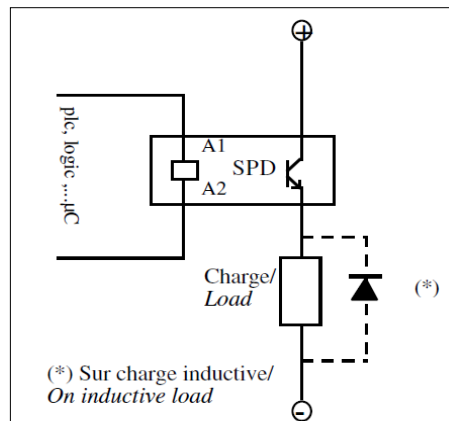 +
plc, logic ...,µC
A1
SPD
A2
Charge/
Load
(*)
(*) Sur charge inductive/
On inductive load
-